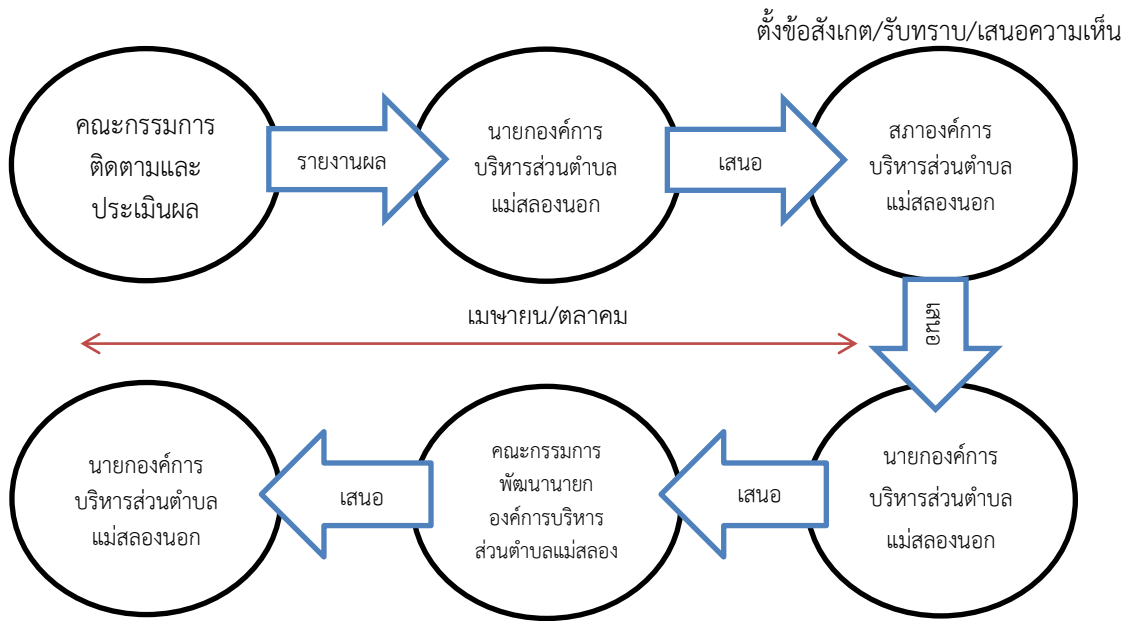 ตั้งข้อสังเกต/รับทราบ/เสนอความเห็น
คณะกรรมการ
ติดตามและ
ประเมินผล
รายงานผล
นายกองค์การ
บริหารส่วนตำบล
แม่สลองนอก
เสนอ
สภาองค์การ
บริหารส่วนตำบล
แม่สลองนอก
เสนอ
เมษายน/ตลาคม
นายกองค์การ
บริหารส่วนตำบล
แม่สลองนอก
เสนอ
คณะกรรมการ
พัฒนานายก
องค์การบริหาร
ส่วนตำบลแม่สลอง
เสนอ
นายกองค์การ
บริหารส่วนตำบล
แม่สลองนอก